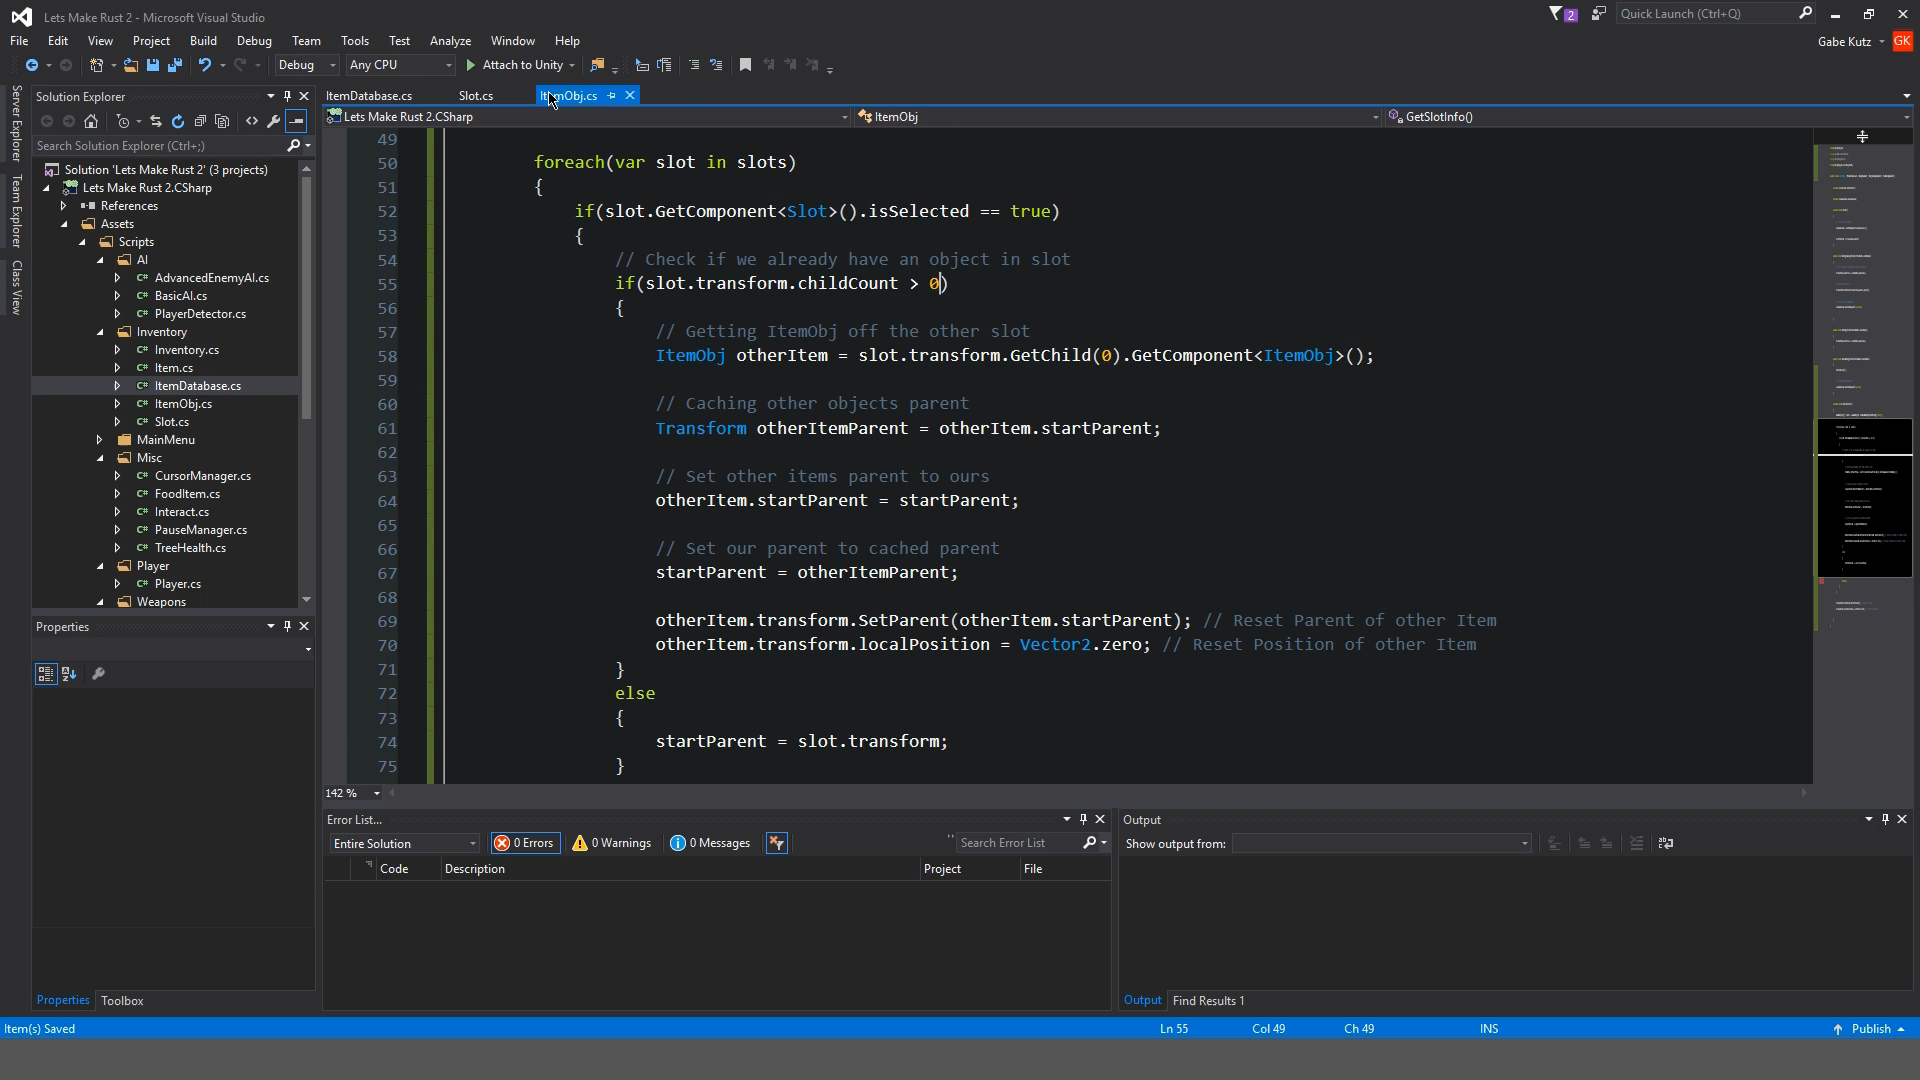 Lets Make Rust 2 - Microsoft Visual Studio
2
Quick Launch (Ctrl+Q)
File Edit View Project Build Debug Team Tools Test Analyze Window Help
Gabe Kutz GK
Debug Any CPU Attach to Unity
Server Explorer
Team Explorer
Class View
Solution Explorer
Search Solution Explorer (Ctrl+;)
Solution 'Lets Make Rust 2' (3 projects)
Lets Make Rust 2.CSharp
References
Assets
Scripts
AI
C# AdvancedEnemyAI.cs
C# BasicAI.cs
C# PlayerDetector.cs
Inventory
C# Inventory.cs
C# Item.cs
C# ItemDatabase.cs
C# ItemObj.cs
C# Slot.cs
MainMenu
Misc
C# CursorManager.cs
C# FoodItem.cs
C# Interact.cs
C# PauseManager.cs
C# TreeHealth.cs
Player
C# Player.cs
Weapons
Properties
Properties Toolbox
ItemDatabase.cs Slot.cs ItemObj.cs
Lets Make Rust 2.CSharp ItemObj GetSlotInfo()
49
50 foreach(var slot in slots)
51 {
52 if(slot.GetComponent<Slot>().isSelected == true)
53 {
54 // Check if we already have an object in slot
55 if(slot.transform.childCount > 0)
56 {
57 // Getting ItemObj off the other slot
58 ItemObj otherItem = slot.transform.GetChild(0).GetComponent<ItemObj>();
59
60 // Caching other objects parent
61 Transform otherItemParent = otherItem.startParent;
62
63 // Set other items parent to ours
64 otherItem.startParent = startParent;
65
66 // Set our parent to cached parent
67 startParent = otherItemParent;
68
69 otherItem.transform.SetParent(otherItem.startParent); // Reset Parent of other Item
70 otherItem.transform.localPosition = Vector2.zero; // Reset Position of other Item
71 }
72 else
73 {
74 startParent = slot.transform;
75 }
142 %
Error List...
Entire Solution 0 Errors 0 Warnings 0 Messages
Search Error List
Code Description Project File
Output
Show output from:
Output Find Results 1
Item(s) Saved Ln 55 Col 49 Ch 49 INS Publish